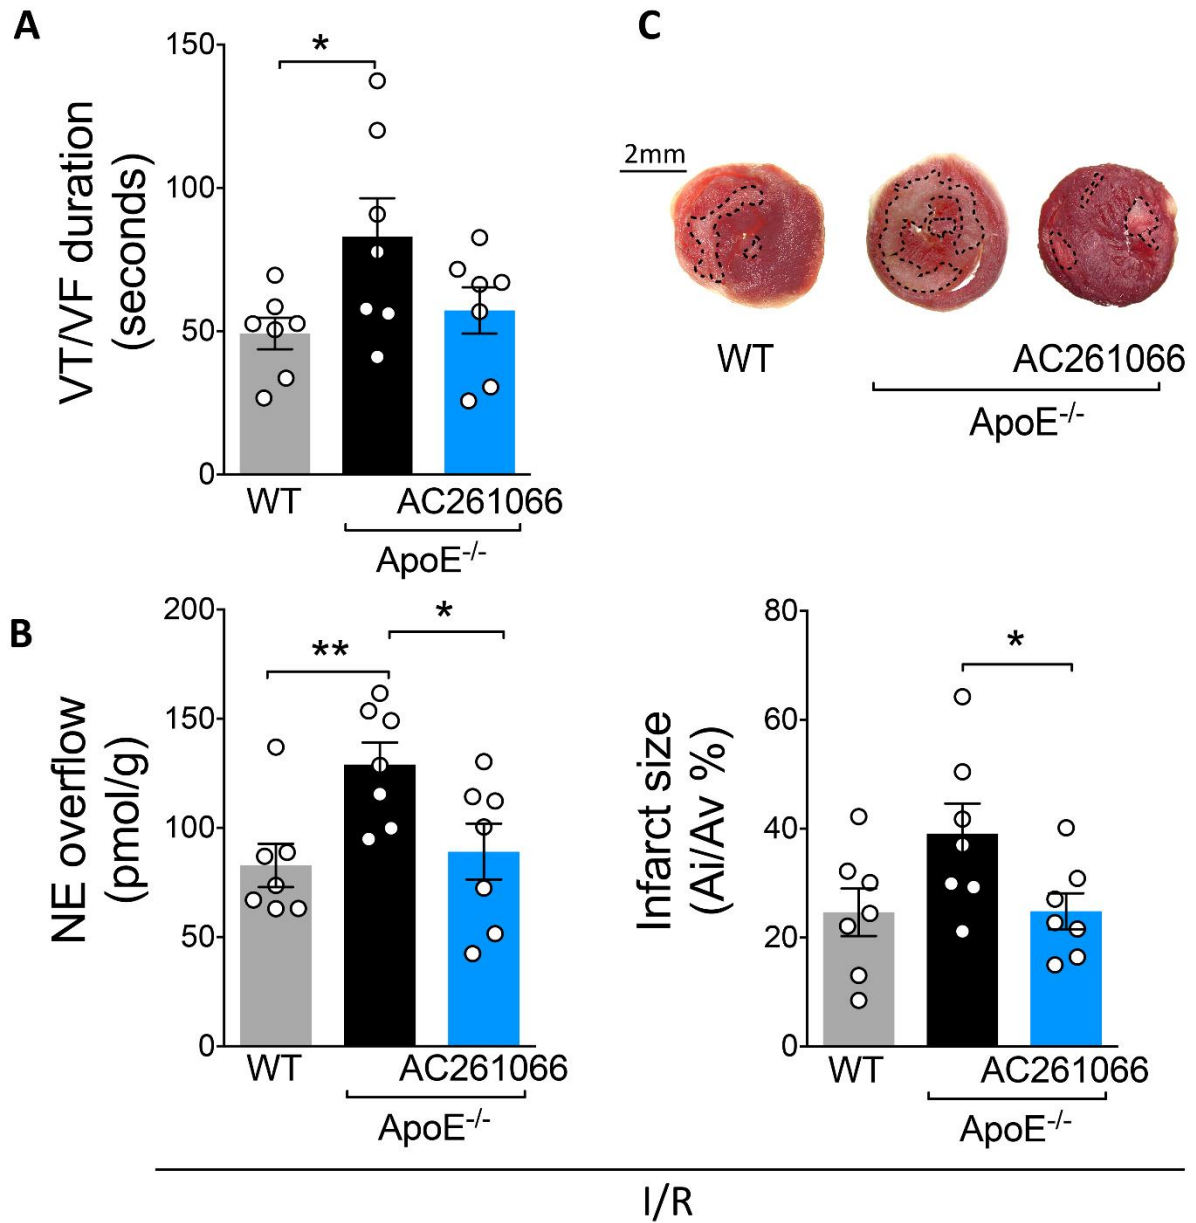 A
VT/VF duration
(seconds)
150
100
50
0
*
WT
AC261066
ApoE-/-
C
2mm
WT
AC261066
ApoE-/-
B
NE overflow
(pmol/g)
200
150
100
50
0
**
*
WT
AC261066
ApoE-/-
Infarct size
(Ai/Av %)
80
60
40
20
0
*
WT
AC261066
ApoE-/-
I/R